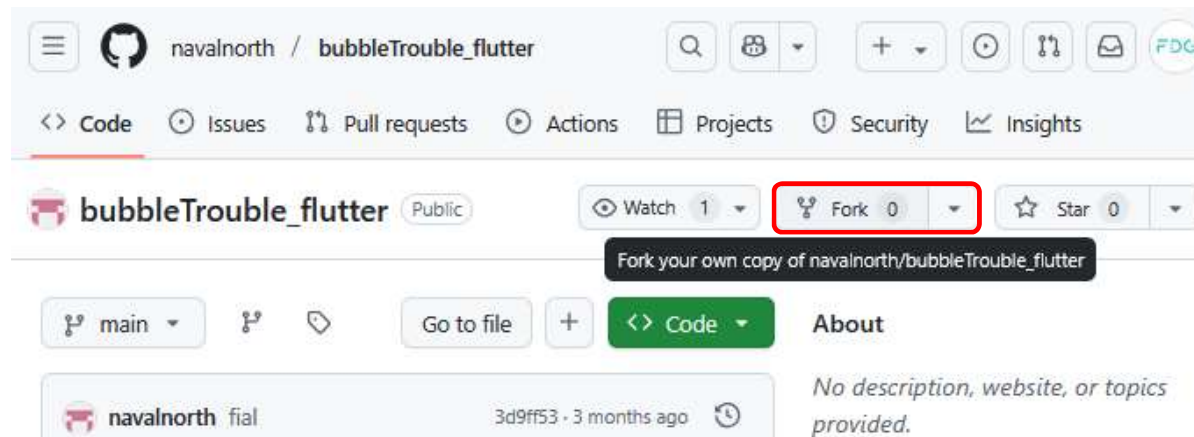 navalnorth / bubbleTrouble_flutter
FDG
Code Issues Pull requests Actions Projects Security Insights
bubbleTrouble_flutter Public Watch 1 Fork 0 Star 0
Fork your own copy of navalnorth/bubbleTrouble_flutter
main Go to file Code About
No description, website, or topics
navalnorth fial 3d9ff53 · 3 months ago
provided.